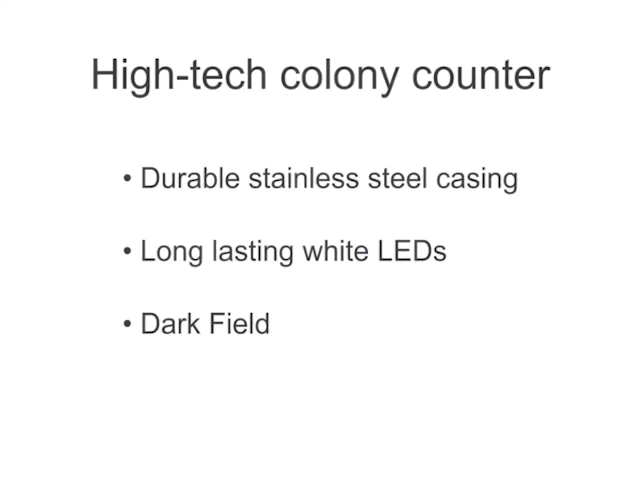 High-tech colony counter
• Durable stainless steel casing
• Long lasting white LEDs
• Dark Field